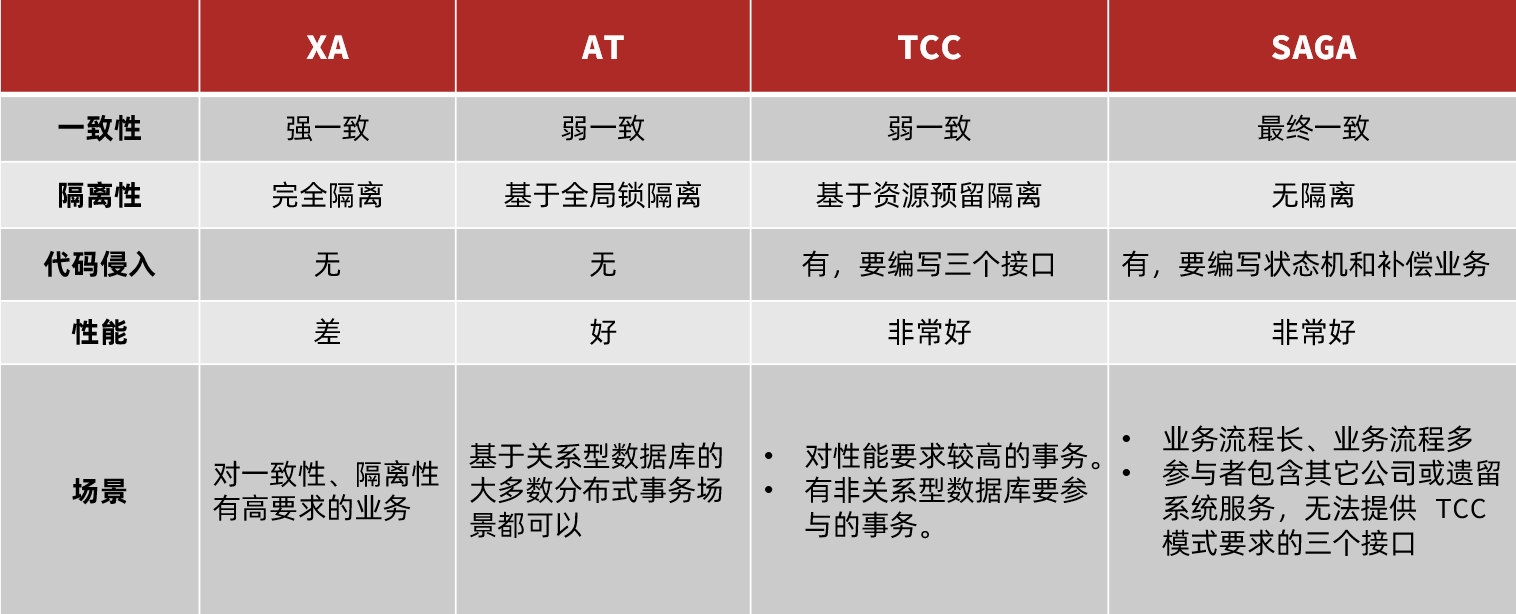 XA AT TCC SAGA
一致性 强一致 弱一致 弱一致 最终一致
隔离性 完全隔离 基于全局锁隔离 基于资源预留隔离 无隔离
代码侵入 无 无 有，要编写三个接口 有，要编写状态机和补偿业务
性能 差 好 非常好 非常好
场景
对一致性、隔离性
有高要求的业务
基于关系型数据库的
大多数分布式事务场
景都可以
• 对性能要求较高的事务。
• 有非关系型数据库要参
与的事务。
• 业务流程长、业务流程多
• 参与者包含其它公司或遗留
系统服务，无法提供 TCC
模式要求的三个接口